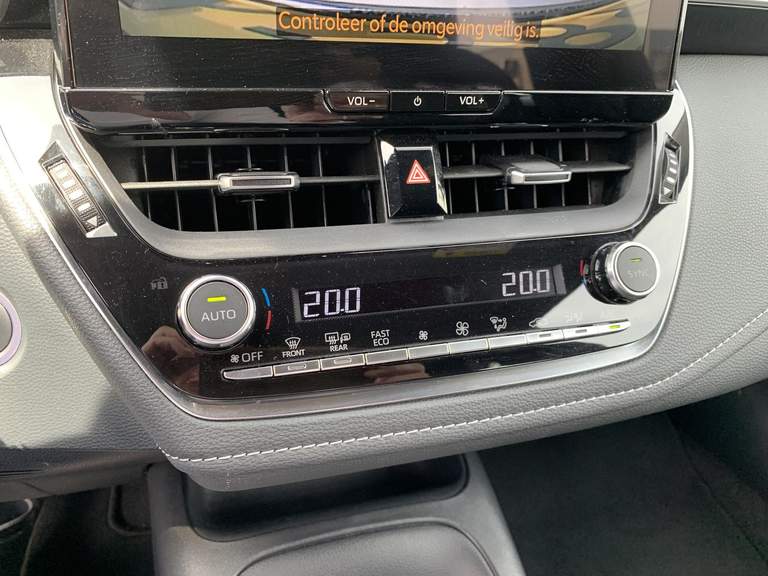 Controleer of de omgeving veilig is.
VOL− VOL+
AUTO 20.0 20.0 SYNC
OFF FRONT REAR FAST ECO